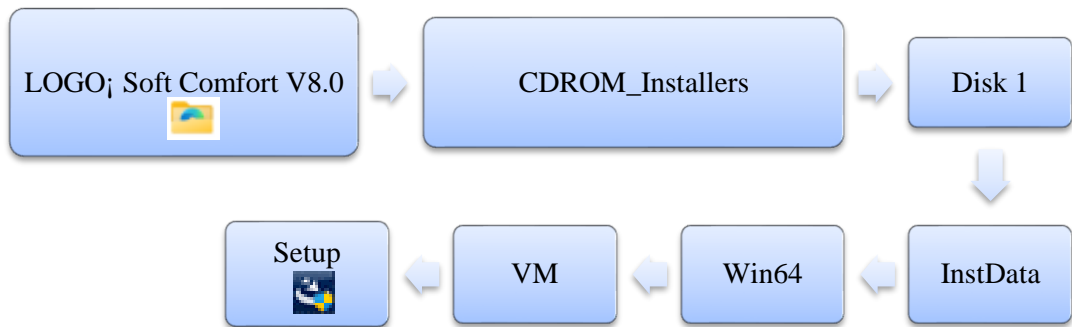 LOGO¡ Soft Comfort V8.0
CDROM_Installers
Disk 1
InstData
Win64
VM
Setup